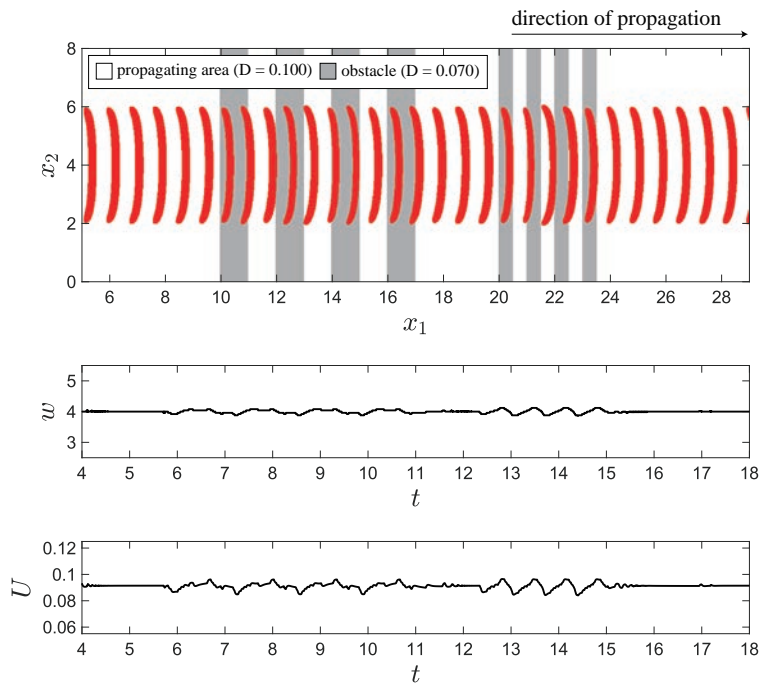 direction of propagation
propagating area (D = 0.100) obstacle (D = 0.070)
8
6
4
2
0
x₂
6 8 10 12 14 16 18 20 22 24 26 28
x₁
5
4
3
w
4 5 6 7 8 9 10 11 12 13 14 15 16 17 18
t
0.12
0.1
0.08
0.06
U
4 5 6 7 8 9 10 11 12 13 14 15 16 17 18
t